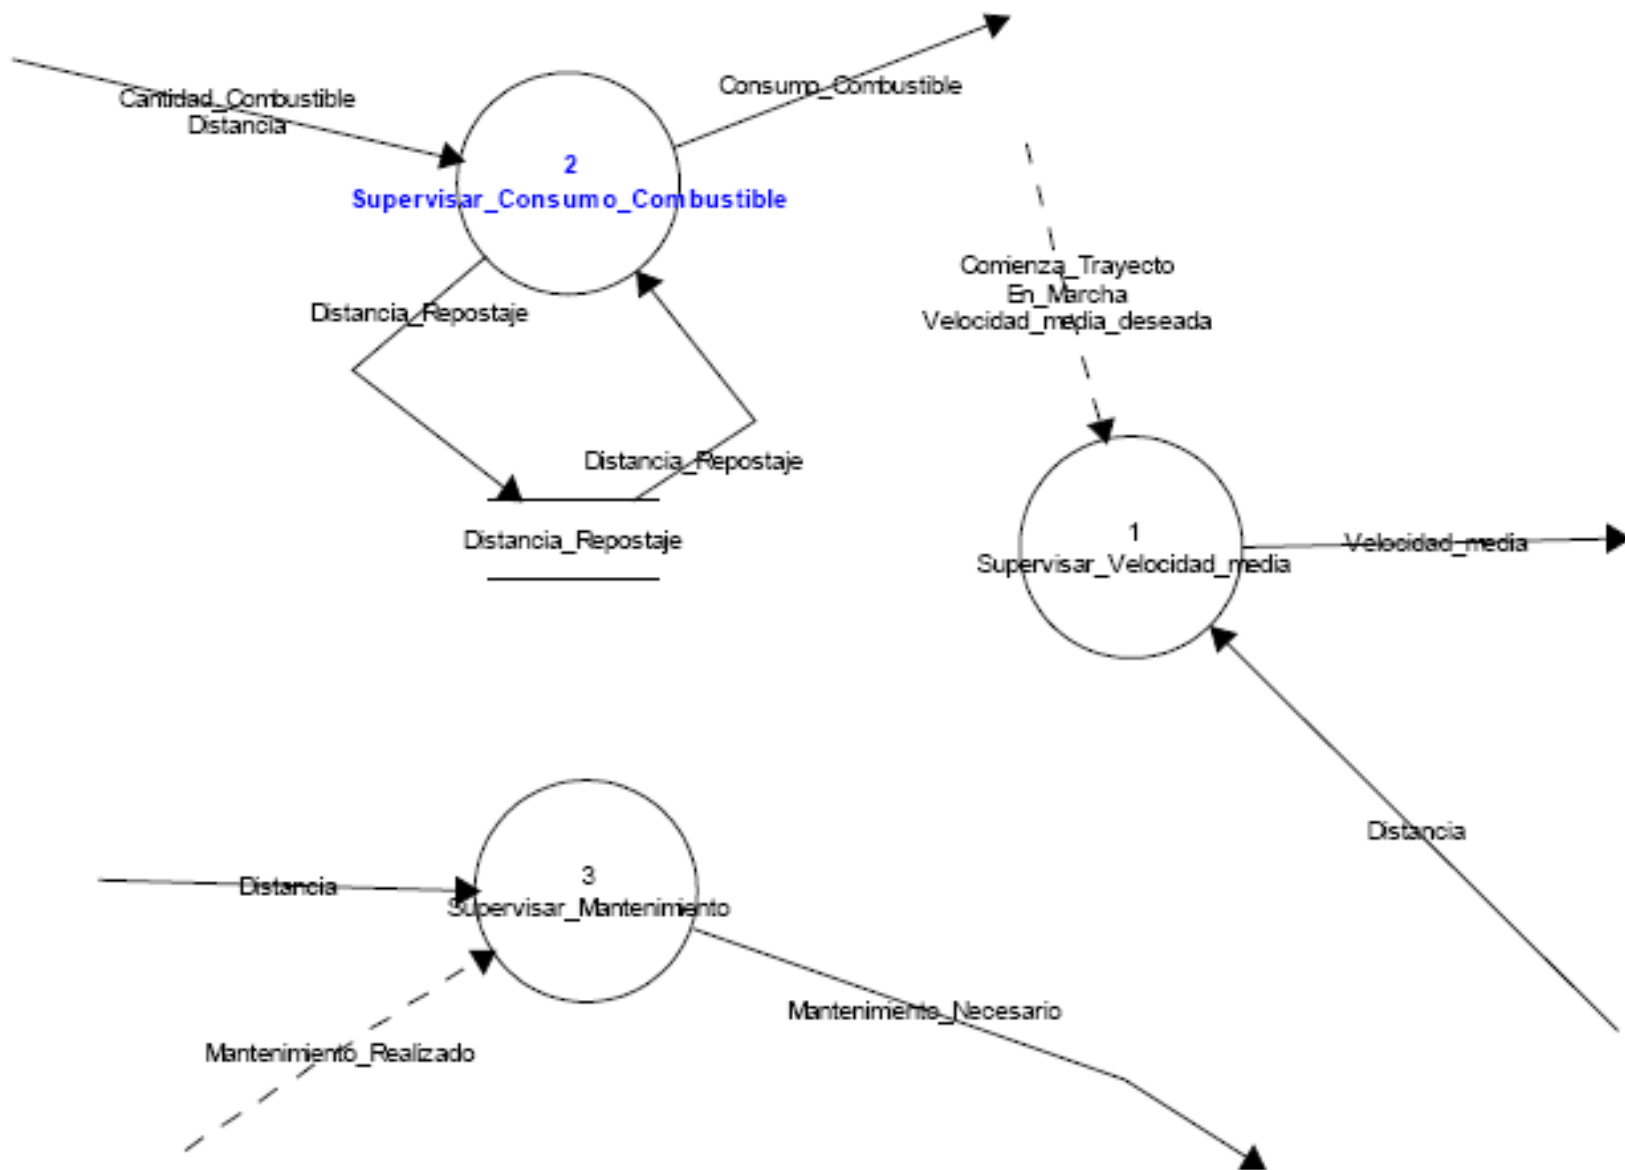 Cantidad_Combustible
Distancia
Consumo_Combustible
2
Supervisar_Consumo_Combustible
Comienza_Trayecto
En_Marcha
Velocidad_media_deseada
Distancia_Repostaje
Distancia_Repostaje
Distancia_Repostaje
1
Supervisar_Velocidad_media
Velocidad_media
Distancia
3
Supervisar_Mantenimiento
Distancia
Mantenimiento_Necesario
Mantenimiento_Realizado